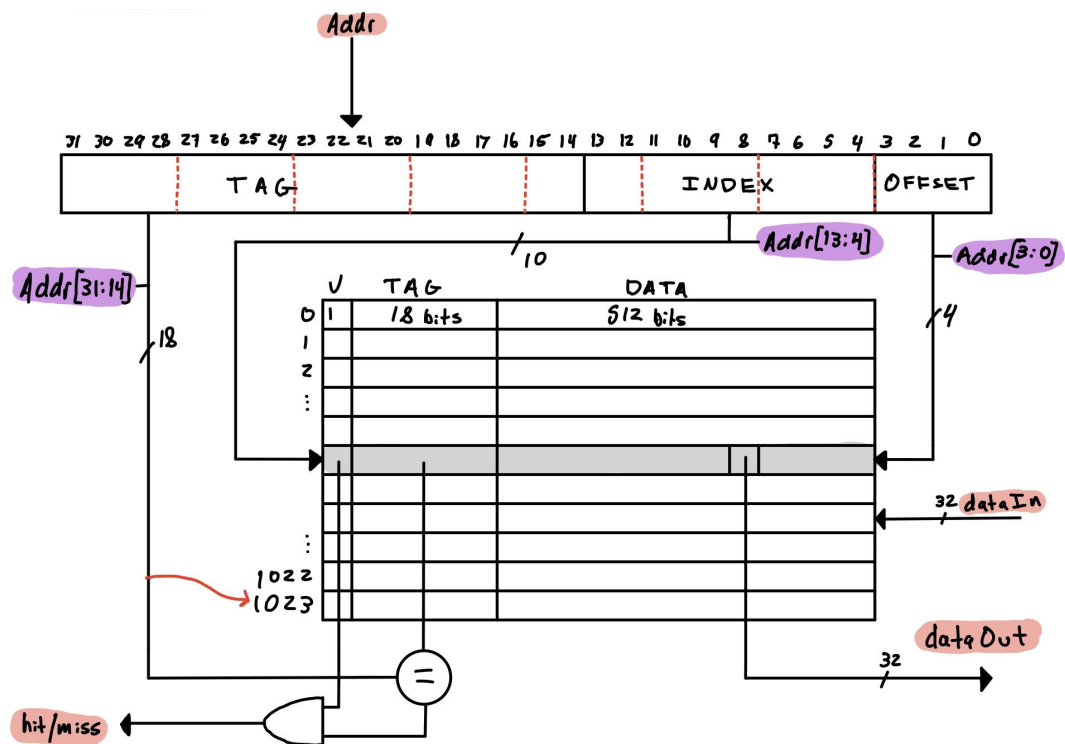 Addr
31 30 29 28 27 26 25 24 23 22 21 20 19 18 17 16 15 14 13 12 11 10 9 8 7 6 5 4 3 2 1 0
TAG INDEX OFFSET
10
Addr[13:4]
Addr[3:0]
Addr[31:14]
18
4
V TAG DATA
0 1 18 bits 512 bits
1
2
...
32 dataIn
...
1022
1023
dataOut
32
=
hit/miss